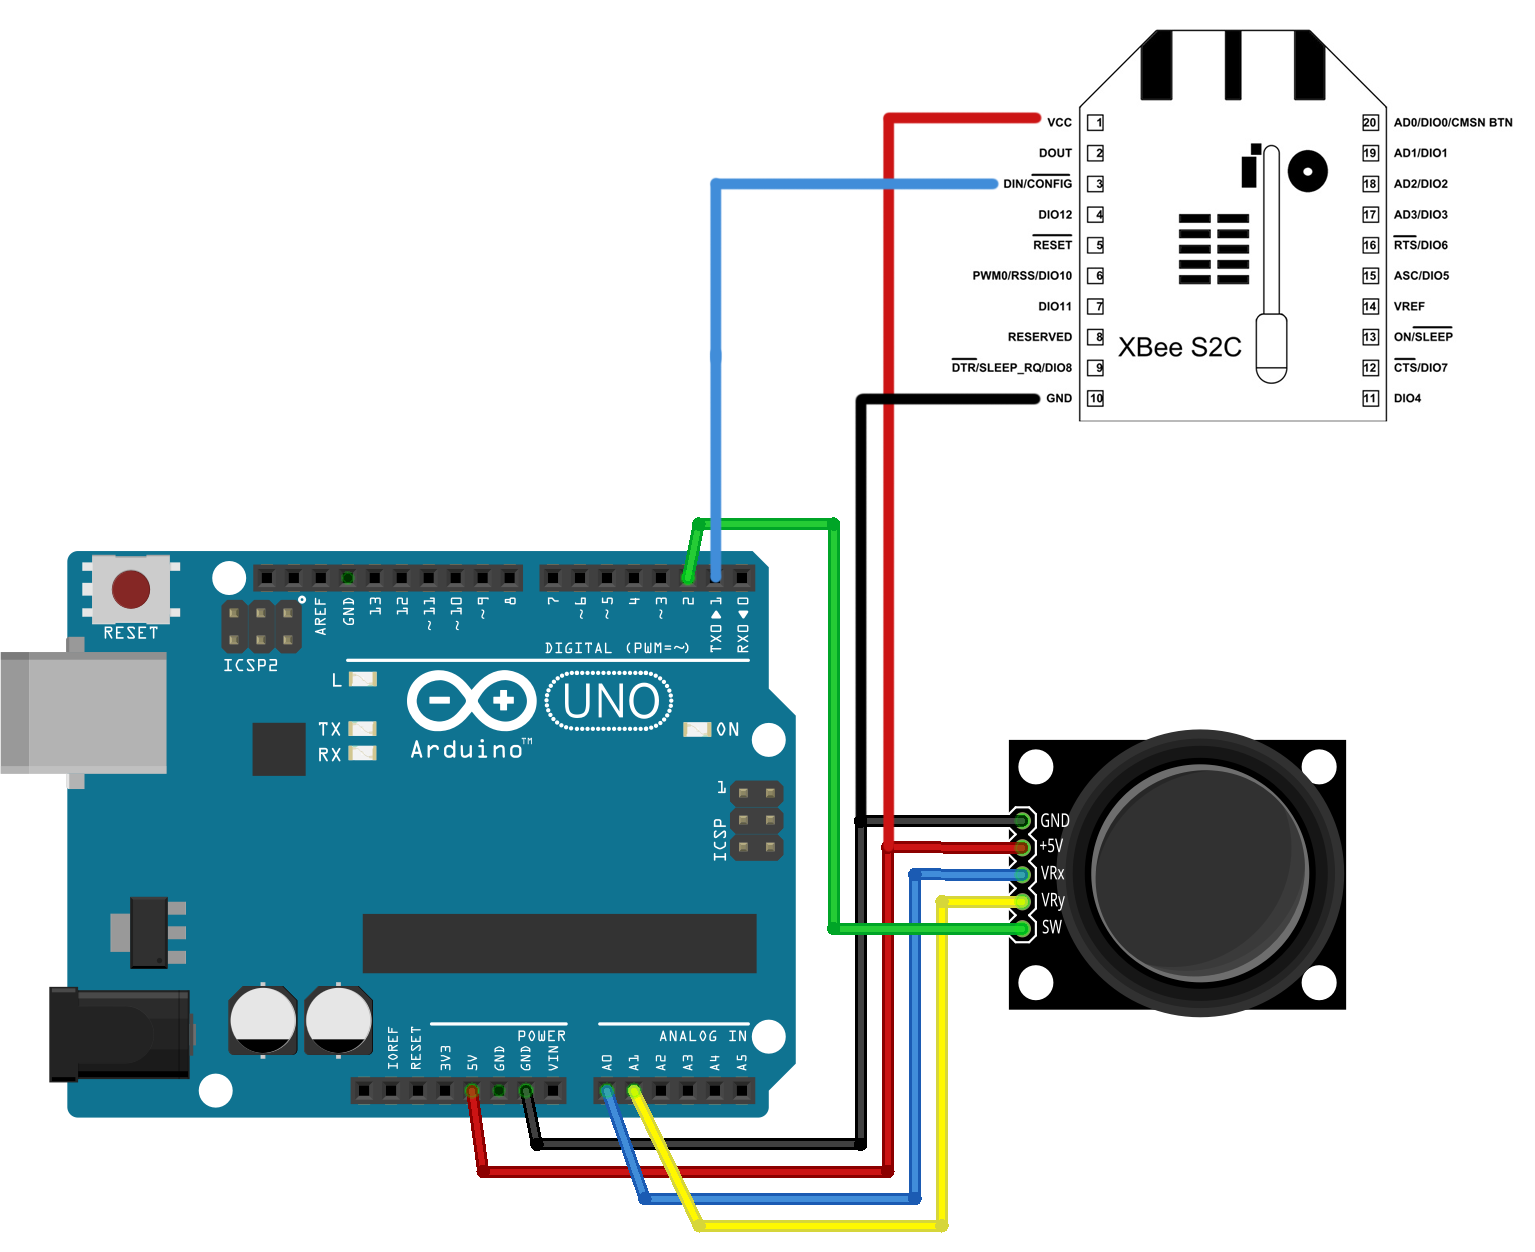 VCC 1
DOUT 2
DIN/CONFIG 3
DIO12 4
RESET 5
PWM0/RSS/DIO10 6
DIO11 7
RESERVED 8
DTR/SLEEP_RQ/DIO8 9
GND 10
20 AD0/DIO0/CMSN BTN
19 AD1/DIO1
18 AD2/DIO2
17 AD3/DIO3
16 RTS/DIO6
15 ASC/DIO5
14 VREF
13 ON/SLEEP
12 CTS/DIO7
11 DIO4
XBee S2C
RESET
ICSP2
AREF
GND
13
12
~11
~10
~9
8
7
~6
~5
4
~3
2
TX0 ▶ 1
RX0 ◀ 0
DIGITAL (PWM=~)
L
TX
RX
UNO
Arduino™
ON
1
ICSP
GND
+5V
VRx
VRy
SW
POWER
ANALOG IN
IOREF
RESET
3V3
5V
GND
GND
VIN
A0
A1
A2
A3
A4
A5